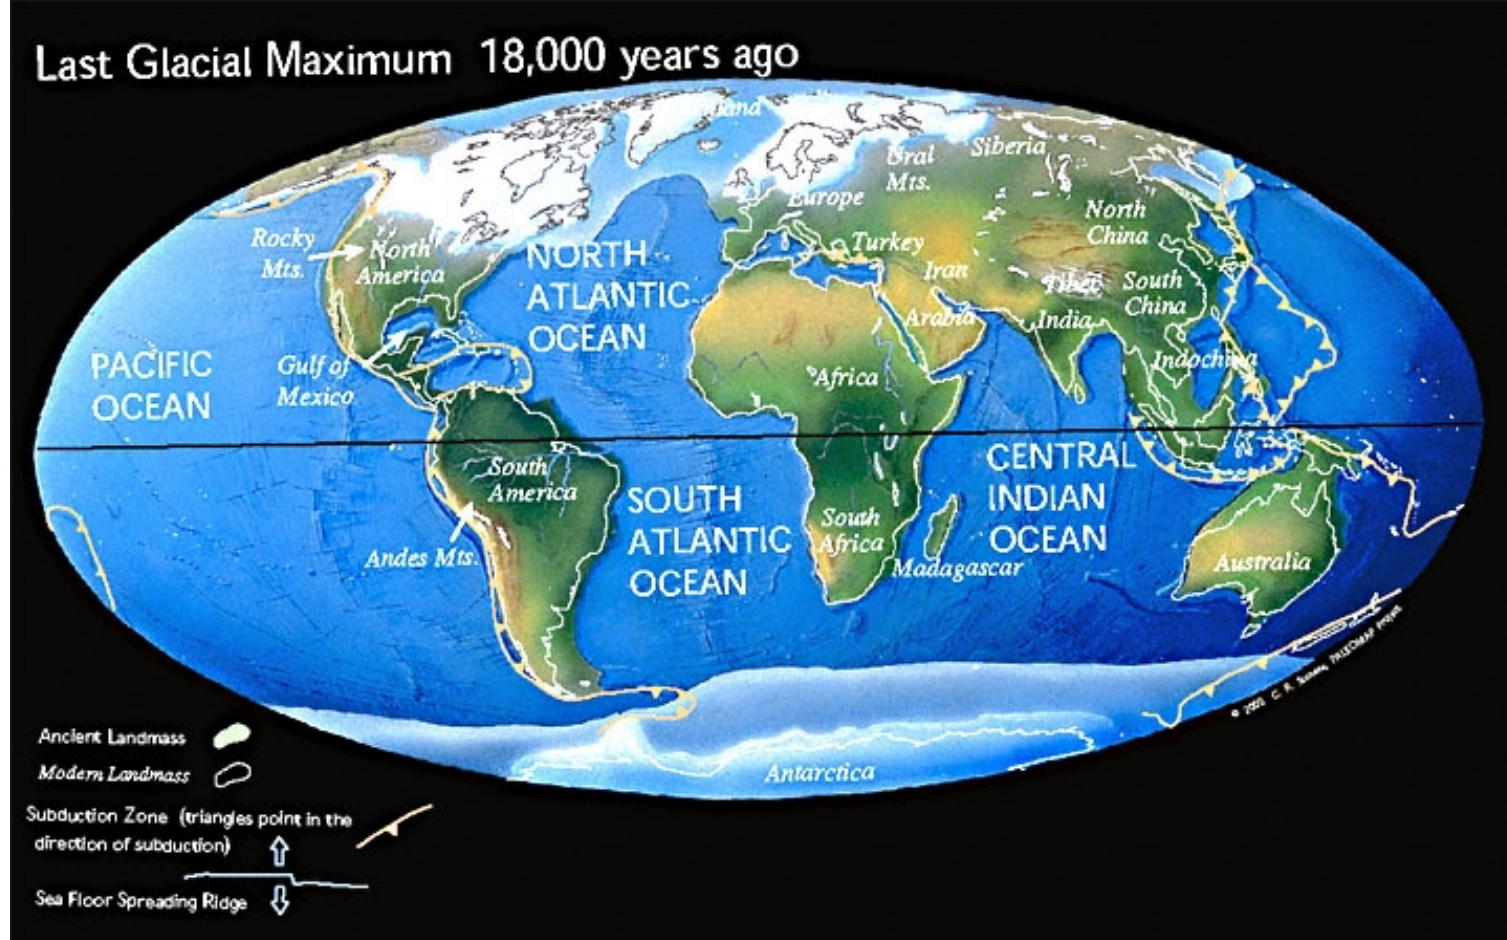 Last Glacial Maximum 18,000 years ago
Siberia
Ural
Mts.
Europe
North
China
Rocky
Mts.
North
America
NORTH
ATLANTIC
OCEAN
Turkey
Iran
Tibet
South
China
Arabia
India
PACIFIC
OCEAN
Gulf of
Mexico
Africa
Indochina
South
America
CENTRAL
INDIAN
OCEAN
SOUTH
ATLANTIC
OCEAN
South
Africa
Andes Mts.
Madagascar
Australia
Antarctica
Ancient Landmass
Modern Landmass
Subduction Zone (triangles point in the
direction of subduction)
Sea Floor Spreading Ridge